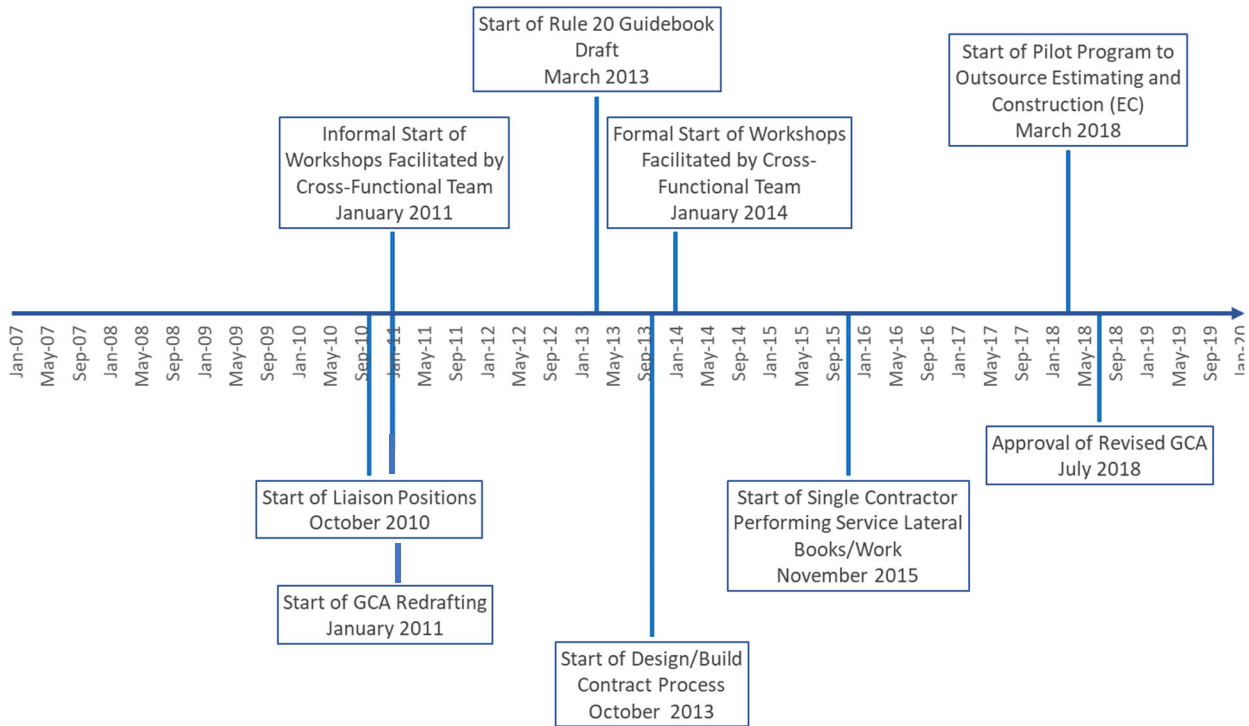 Start of Rule 20 Guidebook
Draft
March 2013
Start of Pilot Program to
Outsource Estimating and
Construction (EC)
March 2018
Informal Start of
Workshops Facilitated by
Cross-Functional Team
January 2011
Formal Start of Workshops
Facilitated by Cross-
Functional Team
January 2014
Jan-07
May-07
Sep-07
Jan-08
May-08
Sep-08
Jan-09
May-09
Sep-09
Jan-10
May-10
Sep-10
Jan-11
May-11
Sep-11
Jan-12
May-12
Sep-12
Jan-13
May-13
Sep-13
Jan-14
May-14
Sep-14
Jan-15
May-15
Sep-15
Jan-16
May-16
Sep-16
Jan-17
May-17
Sep-17
Jan-18
May-18
Sep-18
Jan-19
May-19
Sep-19
Jan-20
Approval of Revised GCA
July 2018
Start of Liaison Positions
October 2010
Start of Single Contractor
Performing Service Lateral
Books/Work
November 2015
Start of GCA Redrafting
January 2011
Start of Design/Build
Contract Process
October 2013